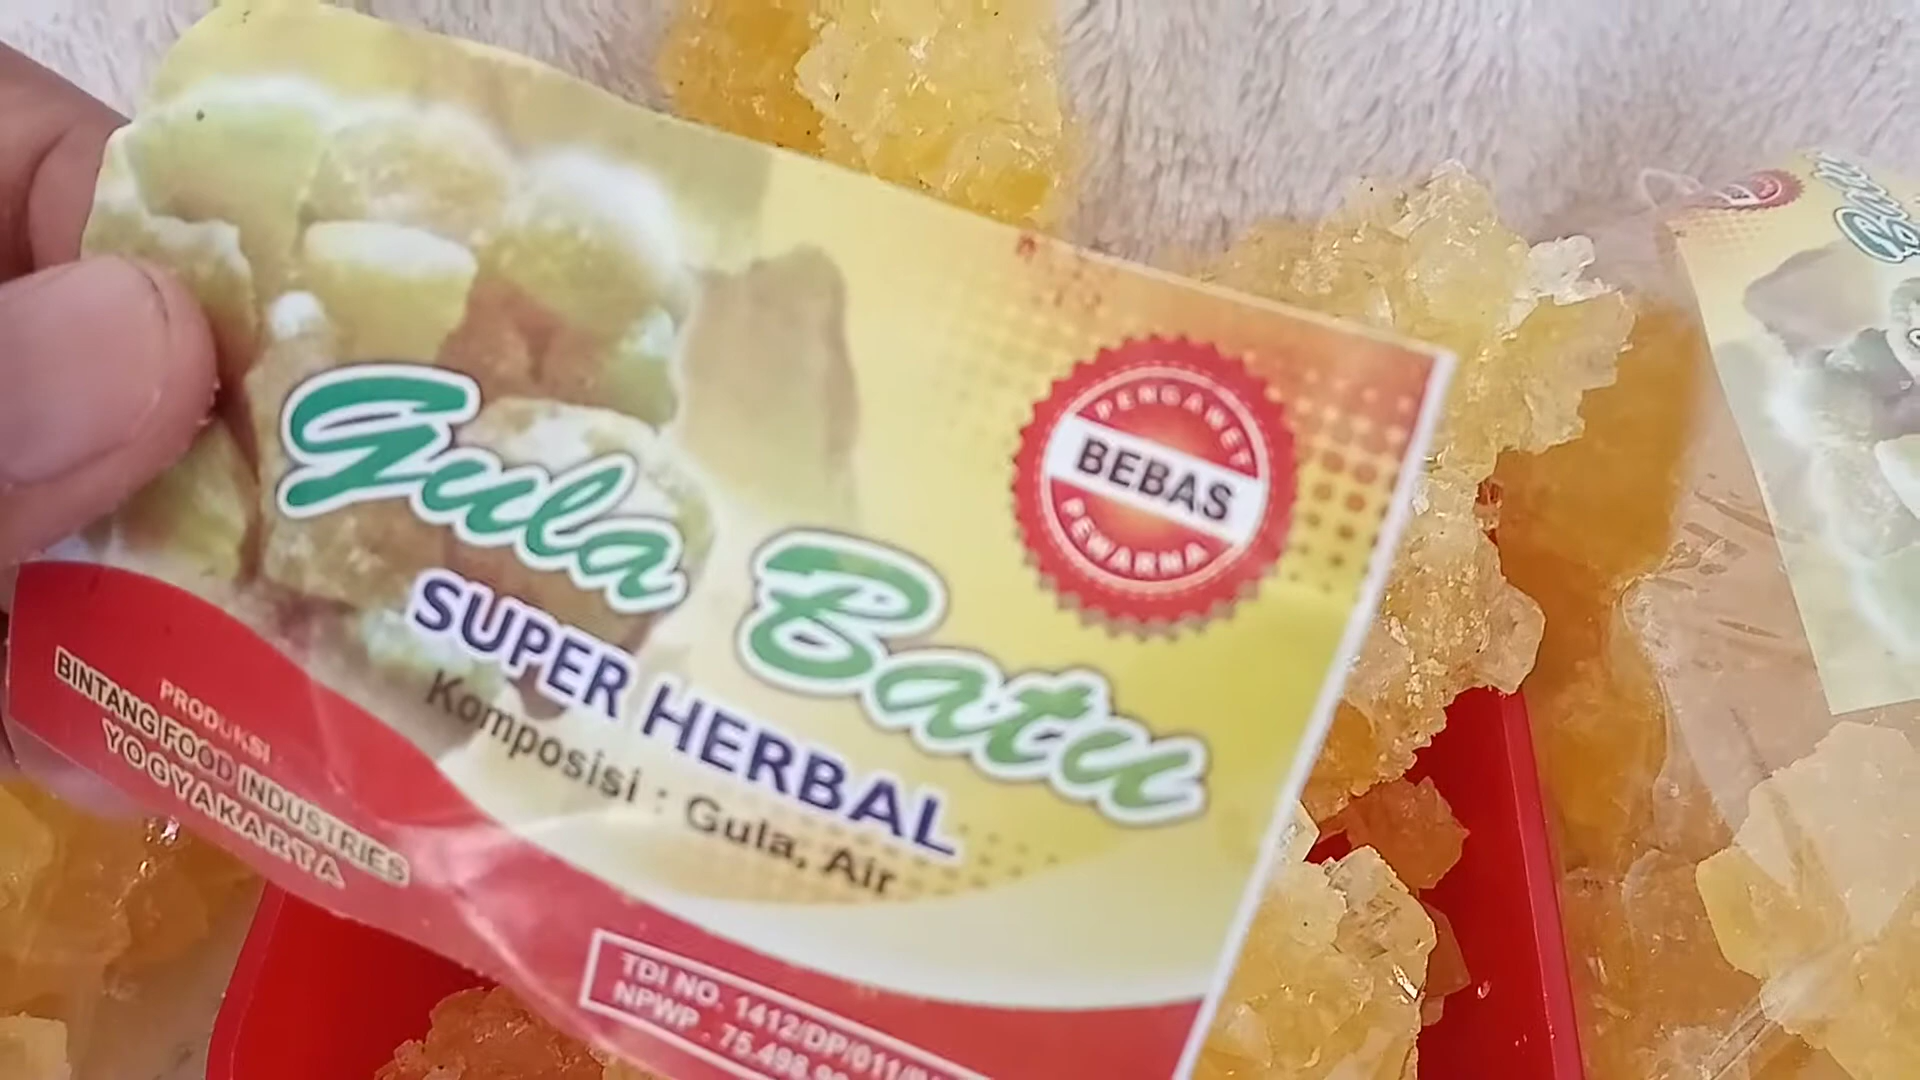 PENGAWET
BEBAS
PEWARNA
Gula Batu
SUPER HERBAL
Komposisi : Gula, Air
PRODUKSI
BINTANG FOOD INDUSTRIES
YOGYAKARTA
TDI NO. 1412/DP/011/
NPWP . 75.498.9